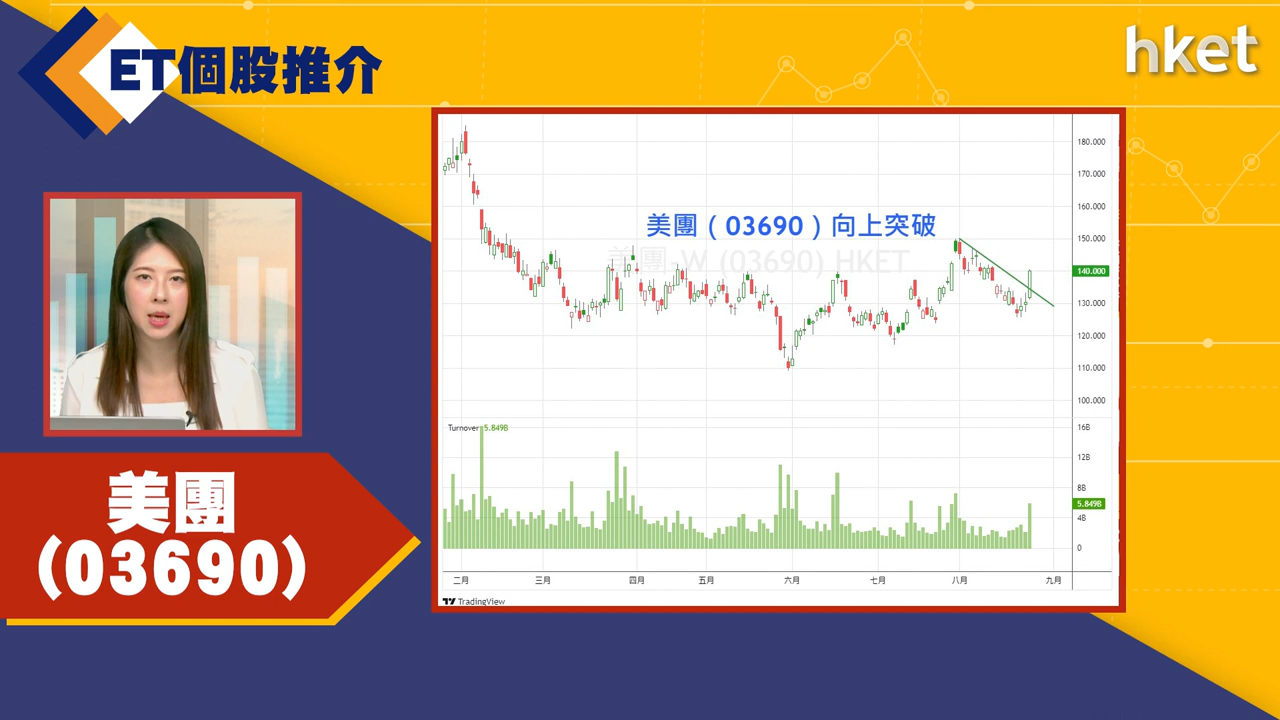 ET個股推介
hket
美團（03690）向上突破
美團-W (03690) HKET
180.000
170.000
160.000
150.000
140.000
130.000
120.000
110.000
100.000
Turnover 5.849B
16B
12B
8B
5.849B
4B
0
二月 三月 四月 五月 六月 七月 八月 九月
TradingView
美團
(03690)